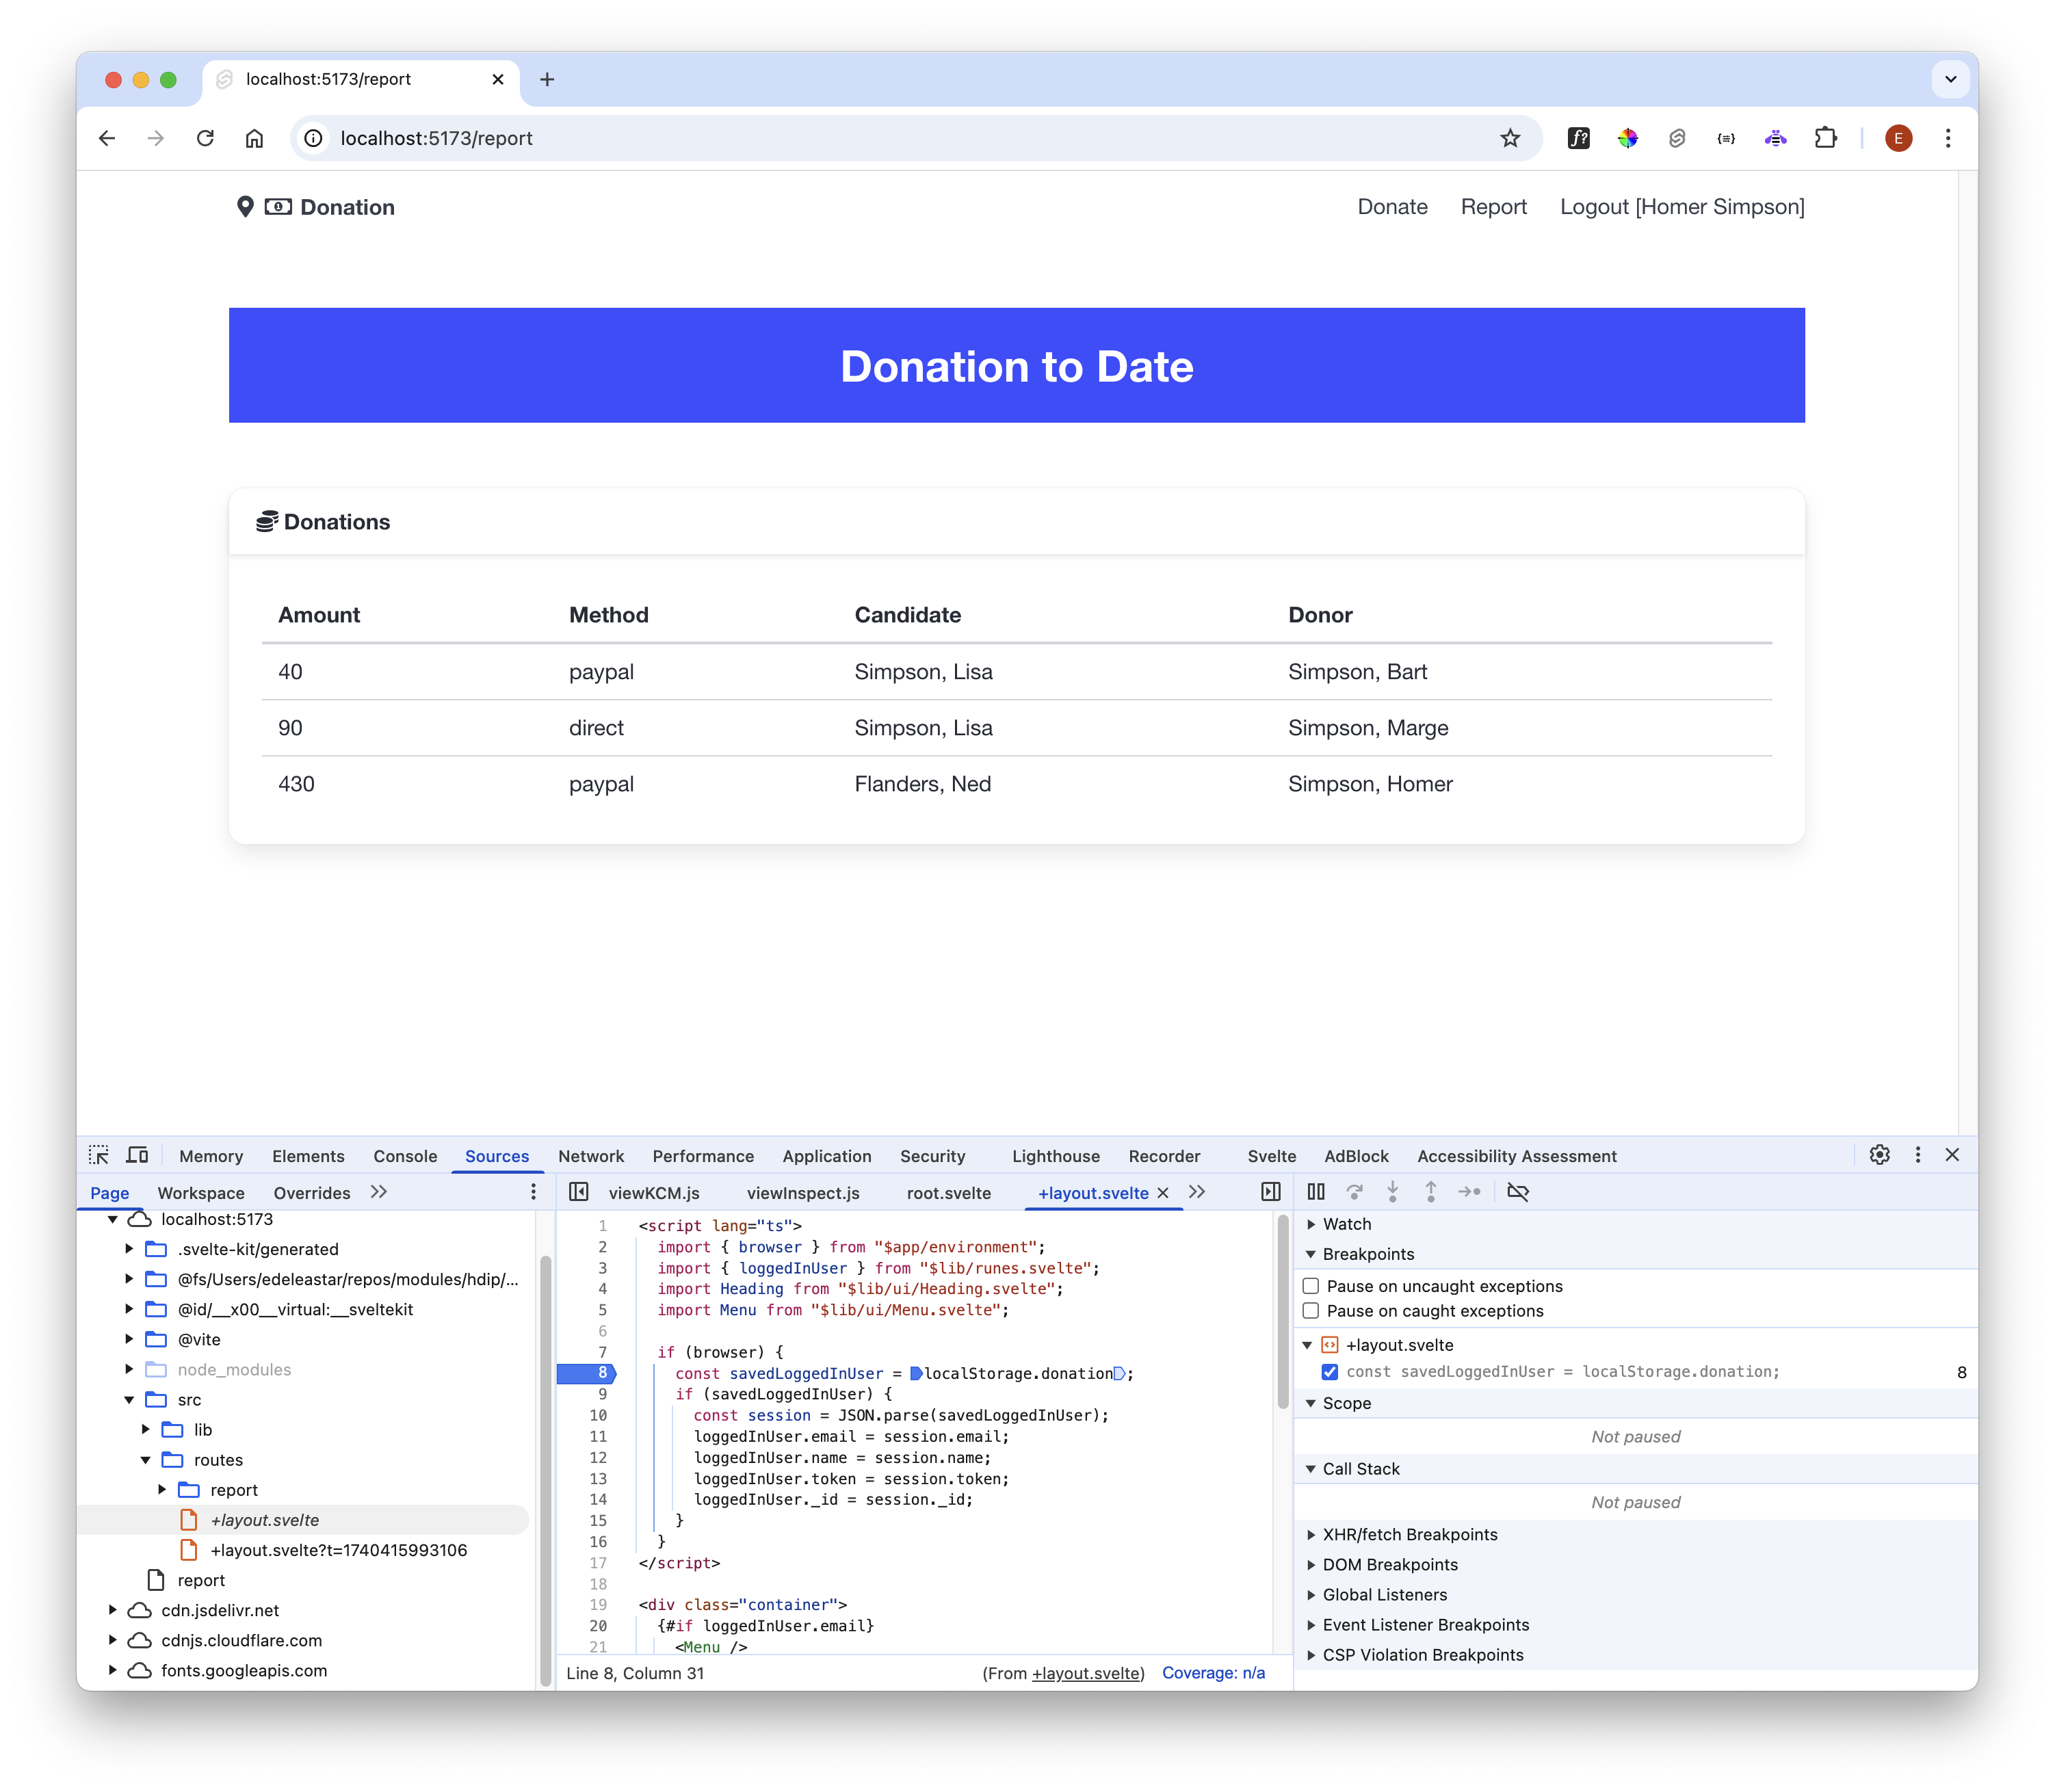 localhost:5173/report
localhost:5173/report
f?
{≡}
E
Donation
Donate Report Logout [Homer Simpson]
Donation to Date
Donations
Amount Method Candidate Donor
40 paypal Simpson, Lisa Simpson, Bart
90 direct Simpson, Lisa Simpson, Marge
430 paypal Flanders, Ned Simpson, Homer
Memory Elements Console Sources Network Performance Application Security Lighthouse Recorder Svelte AdBlock Accessibility Assessment
Page Workspace Overrides
localhost:5173
.svelte-kit/generated
@fs/Users/edeleastar/repos/modules/hdip/...
@id/__x00__virtual:__sveltekit
@vite
node_modules
src
lib
routes
report
+layout.svelte
+layout.svelte?t=1740415993106
report
cdn.jsdelivr.net
cdnjs.cloudflare.com
fonts.googleapis.com
viewKCM.js viewInspect.js root.svelte +layout.svelte
1 <script lang="ts">
2 import { browser } from "$app/environment";
3 import { loggedInUser } from "$lib/runes.svelte";
4 import Heading from "$lib/ui/Heading.svelte";
5 import Menu from "$lib/ui/Menu.svelte";
6
7 if (browser) {
8 const savedLoggedInUser = localStorage.donation;
9 if (savedLoggedInUser) {
10 const session = JSON.parse(savedLoggedInUser);
11 loggedInUser.email = session.email;
12 loggedInUser.name = session.name;
13 loggedInUser.token = session.token;
14 loggedInUser._id = session._id;
15 }
16 }
17 </script>
18
19 <div class="container">
20 {#if loggedInUser.email}
21 <Menu />
Line 8, Column 31 (From +layout.svelte) Coverage: n/a
Watch
Breakpoints
Pause on uncaught exceptions
Pause on caught exceptions
+layout.svelte
const savedLoggedInUser = localStorage.donation; 8
Scope
Not paused
Call Stack
Not paused
XHR/fetch Breakpoints
DOM Breakpoints
Global Listeners
Event Listener Breakpoints
CSP Violation Breakpoints